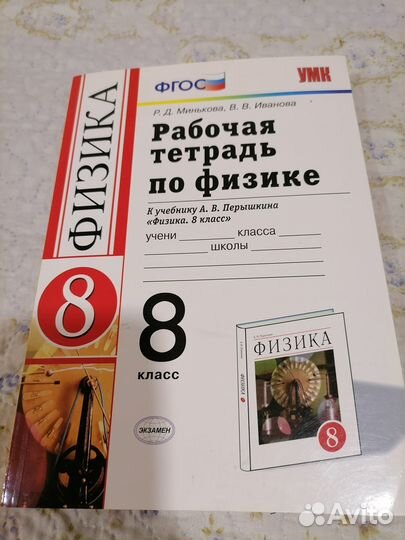 ФГОС
УМК
Р. Д. Минькова, В. В. Иванова
Рабочая
тетрадь
по физике
К учебнику А. В. Перышкина
«Физика. 8 класс»
учени класса
школы
8
класс
ЭКЗАМЕН
ФИЗИКА
8
ФИЗИКА
ФИЗИКА
8
Avito